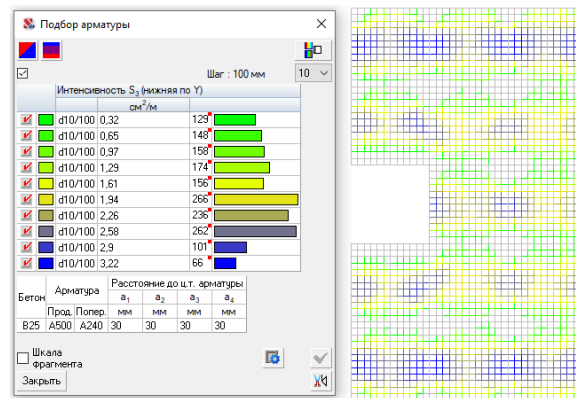 Подбор арматуры
Шаг : 100 мм 10
Интенсивность S3 (нижняя по Y)
см²/м
d10/100 0,32 129
d10/100 0,65 148
d10/100 0,97 158
d10/100 1,29 174
d10/100 1,61 156
d10/100 1,94 266
d10/100 2,26 236
d10/100 2,58 262
d10/100 2,9 101
d10/100 3,22 66
Бетон Арматура Расстояние до ц.т. арматуры
a1 a2 a3 a4
Прод. Попер. мм мм мм мм
B25 A500 A240 30 30 30 30
Шкала
фрагмента
Закрыть